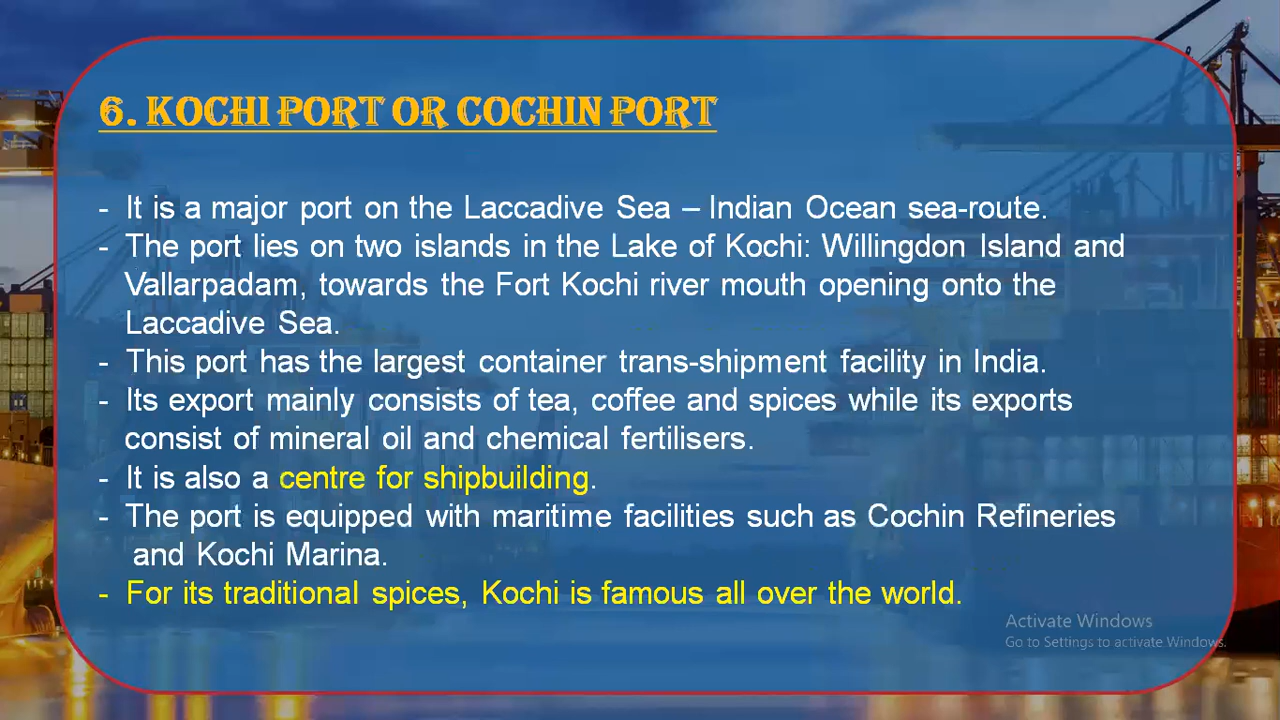 6. KOCHI PORT OR COCHIN PORT
- It is a major port on the Laccadive Sea – Indian Ocean sea-route.
- The port lies on two islands in the Lake of Kochi: Willingdon Island and
Vallarpadam, towards the Fort Kochi river mouth opening onto the
Laccadive Sea.
- This port has the largest container trans-shipment facility in India.
- Its export mainly consists of tea, coffee and spices while its exports
consist of mineral oil and chemical fertilisers.
- It is also a centre for shipbuilding.
- The port is equipped with maritime facilities such as Cochin Refineries
and Kochi Marina.
- For its traditional spices, Kochi is famous all over the world.
Activate Windows
Go to Settings to activate Windows.